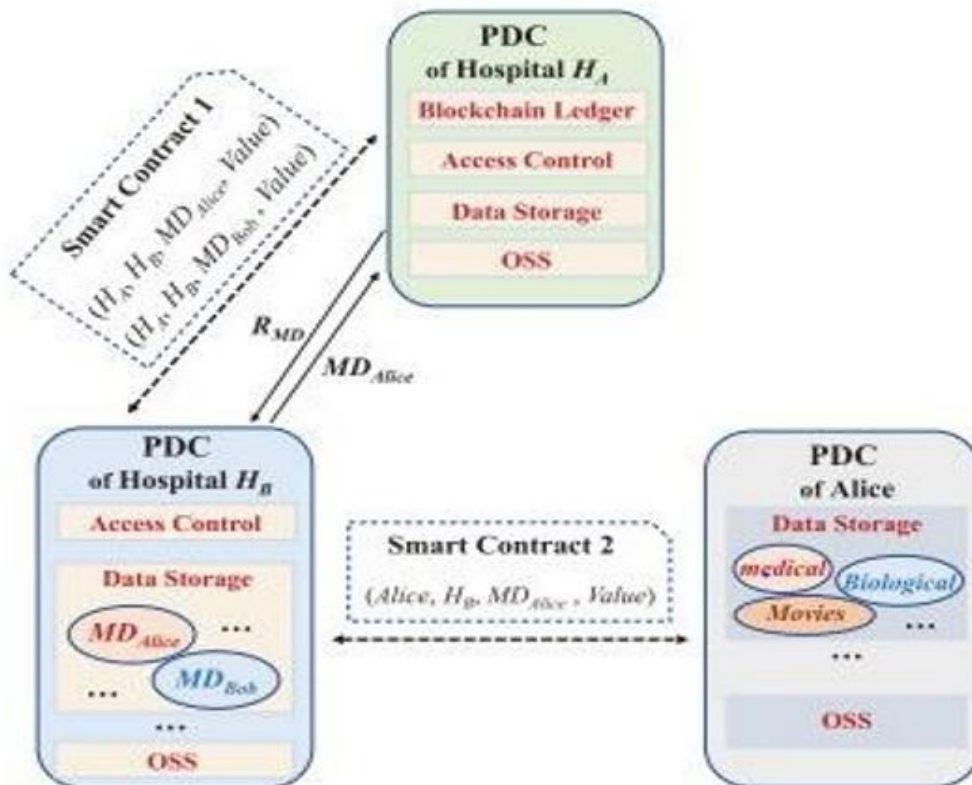 PDC
of Hospital H_A
Blockchain Ledger
Access Control
Data Storage
OSS
Smart Contract 1
(H_A, H_B, MD_Alice, Value)
(H_A, H_B, MD_Bob, Value)
R_MD
MD_Alice
PDC
of Hospital H_B
Access Control
Data Storage
MD_Alice
...
... MD_Bob
...
OSS
Smart Contract 2
(Alice, H_B, MD_Alice, Value)
PDC
of Alice
Data Storage
medical
Biological
Movies
...
...
OSS